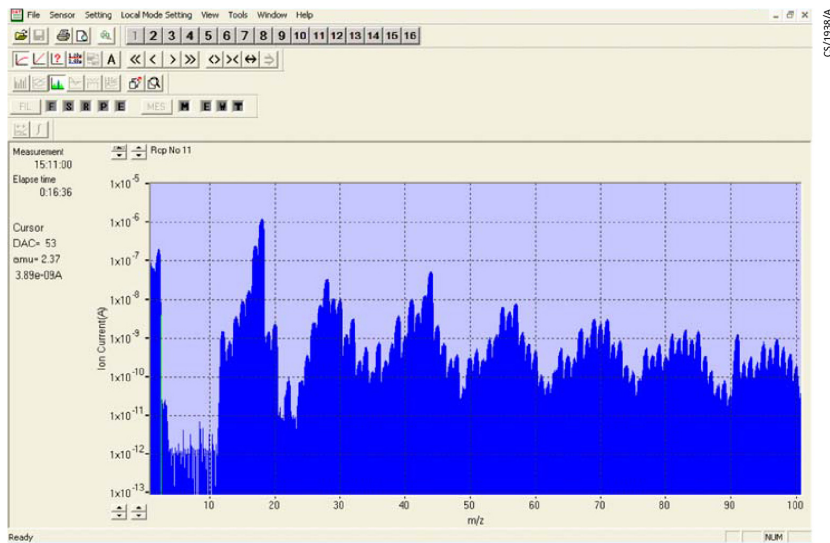 File Sensor Setting Local Mode Setting View Tools Window Help
1 2 3 4 5 6 7 8 9 10 11 12 13 14 15 16
A
FIL F S R P E MES M E W T
Measurement
15:11:00
Elapse time
0:16:36
Cursor
DAC= 53
amu= 2.37
3.89e-09A
Rcp No 11
1x10-5
1x10-6
1x10-7
1x10-8
1x10-9
1x10-10
1x10-11
1x10-12
1x10-13
Ion Current(A)
10 20 30 40 50 60 70 80 90 100
m/z
Ready
NUM
CS/1938/A